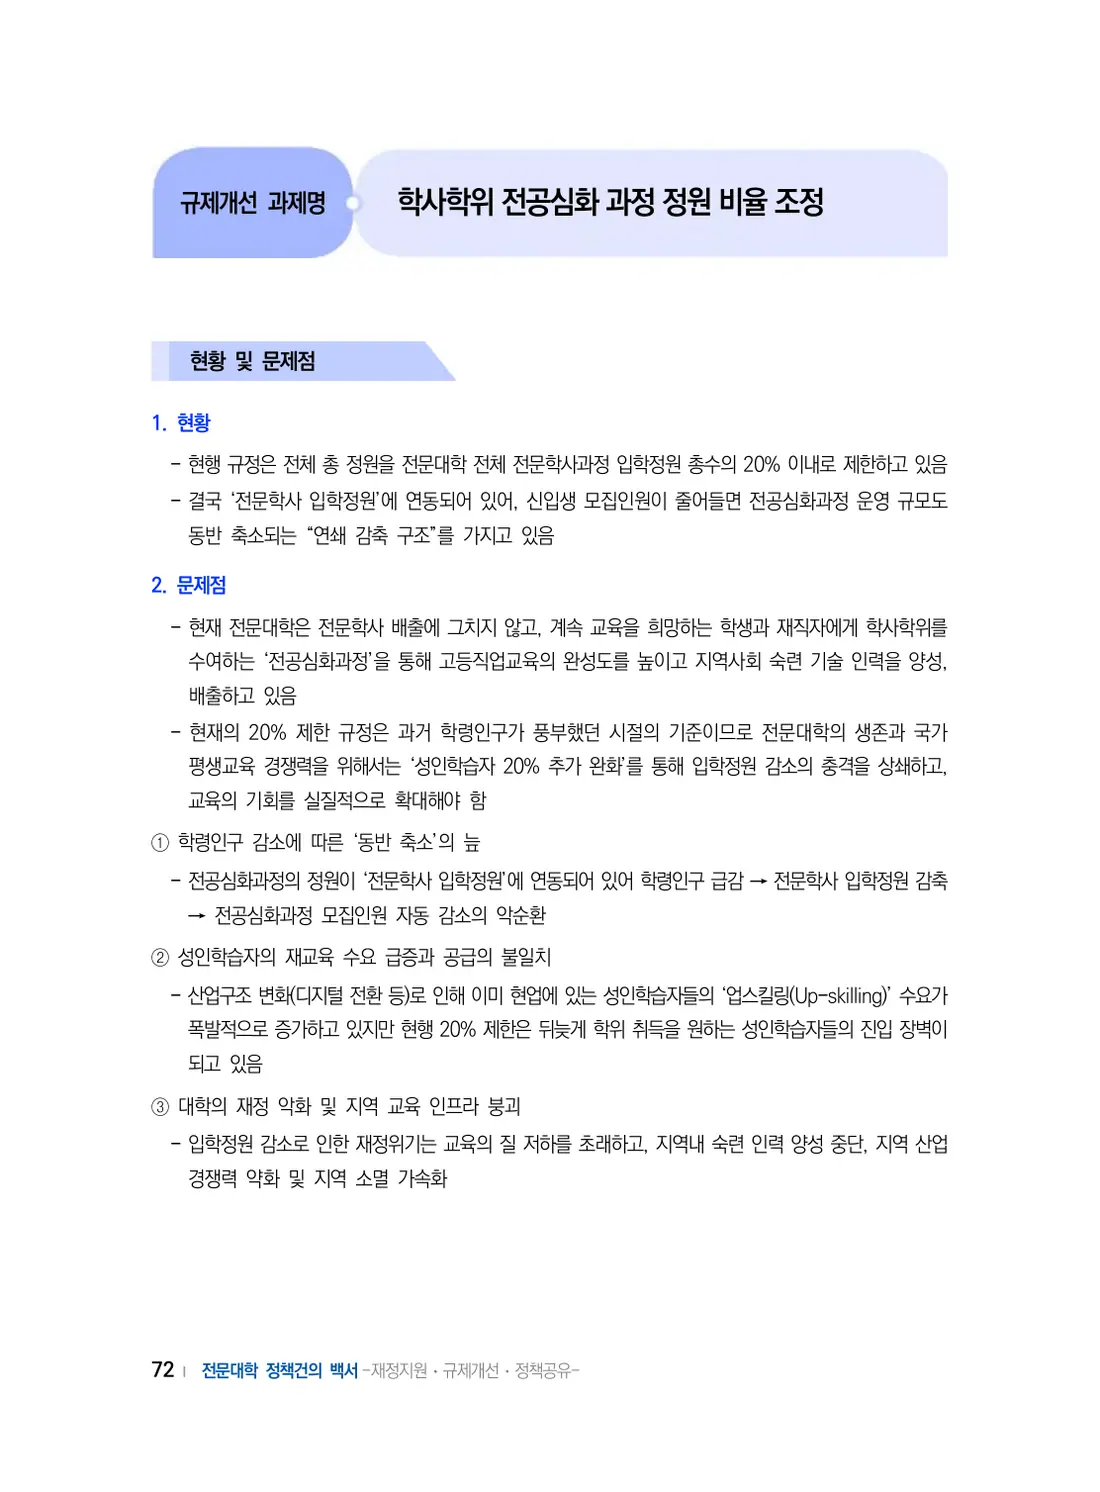 규제개선 과제명
학사학위 전공심화 과정 정원 비율 조정
현황 및 문제점
1. 현황
- 현행 규정은 전체 총 정원을 전문대학 전체 전문학사과정 입학정원 총수의 20% 이내로 제한하고 있음
- 결국 ‘전문학사 입학정원’에 연동되어 있어, 신입생 모집인원이 줄어들면 전공심화과정 운영 규모도
동반 축소되는 “연쇄 감축 구조”를 가지고 있음
2. 문제점
- 현재 전문대학은 전문학사 배출에 그치지 않고, 계속 교육을 희망하는 학생과 재직자에게 학사학위를
수여하는 ‘전공심화과정’을 통해 고등직업교육의 완성도를 높이고 지역사회 숙련 기술 인력을 양성,
배출하고 있음
- 현재의 20% 제한 규정은 과거 학령인구가 풍부했던 시절의 기준이므로 전문대학의 생존과 국가
평생교육 경쟁력을 위해서는 ‘성인학습자 20% 추가 완화’를 통해 입학정원 감소의 충격을 상쇄하고,
교육의 기회를 실질적으로 확대해야 함
① 학령인구 감소에 따른 ‘동반 축소’의 늪
- 전공심화과정의 정원이 ‘전문학사 입학정원’에 연동되어 있어 학령인구 급감 → 전문학사 입학정원 감축
→ 전공심화과정 모집인원 자동 감소의 악순환
② 성인학습자의 재교육 수요 급증과 공급의 불일치
- 산업구조 변화(디지털 전환 등)로 인해 이미 현업에 있는 성인학습자들의 ‘업스킬링(Up-skilling)’ 수요가
폭발적으로 증가하고 있지만 현행 20% 제한은 뒤늦게 학위 취득을 원하는 성인학습자들의 진입 장벽이
되고 있음
③ 대학의 재정 악화 및 지역 교육 인프라 붕괴
- 입학정원 감소로 인한 재정위기는 교육의 질 저하를 초래하고, 지역내 숙련 인력 양성 중단, 지역 산업
경쟁력 약화 및 지역 소멸 가속화
72 | 전문대학 정책건의 백서 -재정지원·규제개선·정책공유-